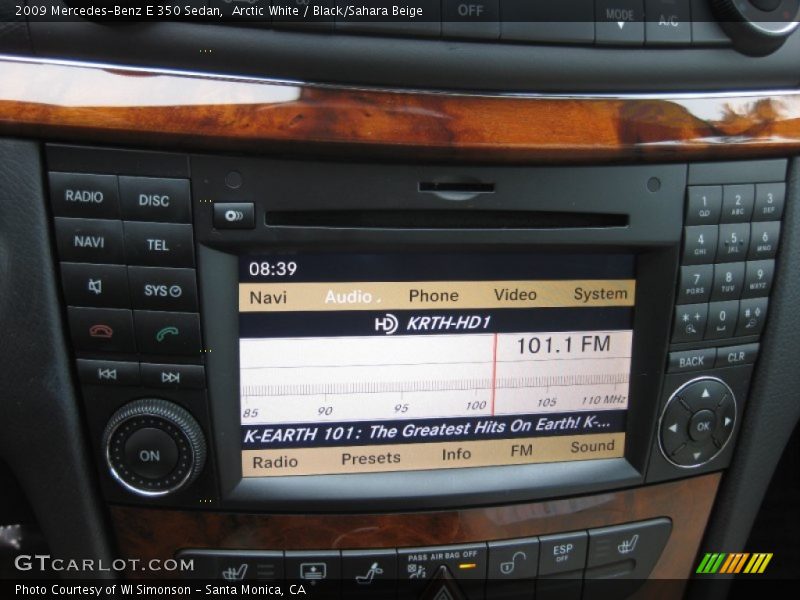 2009 Mercedes-Benz E 350 Sedan, Arctic White / Black/Sahara Beige
OFF MODE A/C
RADIO DISC
NAVI TEL
SYS
ON
08:39
Navi Audio Phone Video System
HD KRTH-HD1
101.1 FM
85 90 95 100 105 110 MHz
K-EARTH 101: The Greatest Hits On Earth! K-...
Radio Presets Info FM Sound
1 2 ABC 3 DEF
4 GHI 5 JKL 6 MNO
7 PQRS 8 TUV 9 WXYZ
* + 0 #
BACK CLR
OK
PASS AIR BAG OFF
ESP OFF
GTCARLOT.COM
Photo Courtesy of WI Simonson - Santa Monica, CA